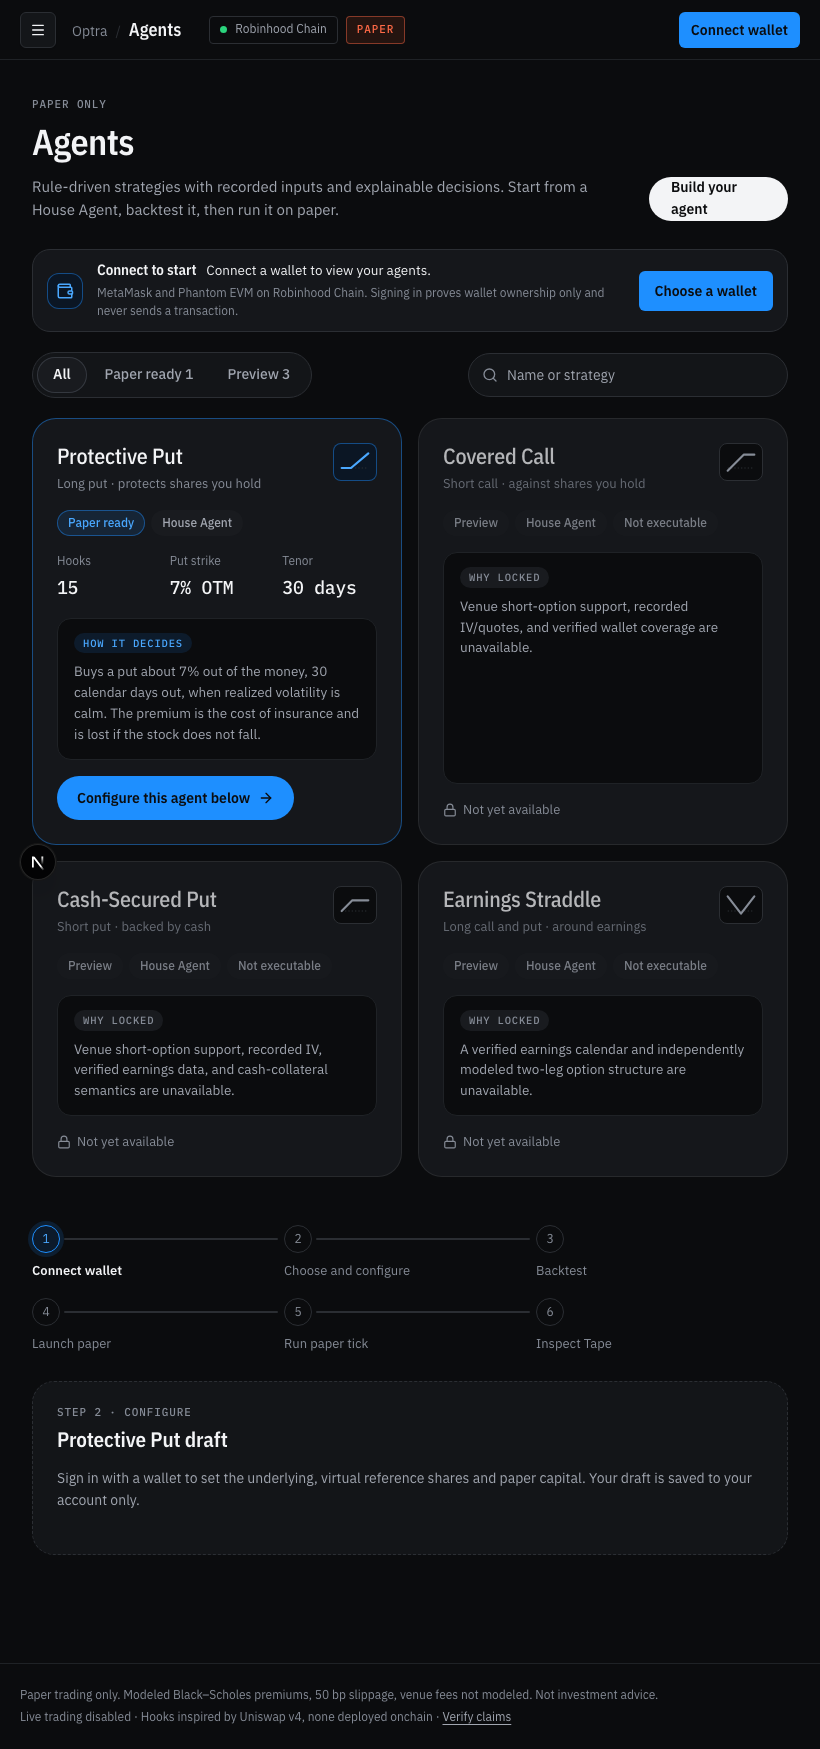 Optra / Agents
Robinhood Chain
PAPER
Connect wallet
PAPER ONLY
Agents
Rule-driven strategies with recorded inputs and explainable decisions. Start from a
House Agent, backtest it, then run it on paper.
Build your
agent
Connect to start Connect a wallet to view your agents.
MetaMask and Phantom EVM on Robinhood Chain. Signing in proves wallet ownership only and
never sends a transaction.
Choose a wallet
All
Paper ready 1
Preview 3
Name or strategy
Protective Put
Long put · protects shares you hold
Paper ready
House Agent
Hooks
Put strike
Tenor
15
7% OTM
30 days
HOW IT DECIDES
Buys a put about 7% out of the money, 30
calendar days out, when realized volatility is
calm. The premium is the cost of insurance and
is lost if the stock does not fall.
Configure this agent below →
Covered Call
Short call · against shares you hold
Preview
House Agent
Not executable
WHY LOCKED
Venue short-option support, recorded
IV/quotes, and verified wallet coverage are
unavailable.
Not yet available
N
Cash-Secured Put
Short put · backed by cash
Preview
House Agent
Not executable
WHY LOCKED
Venue short-option support, recorded IV,
verified earnings data, and cash-collateral
semantics are unavailable.
Not yet available
Earnings Straddle
Long call and put · around earnings
Preview
House Agent
Not executable
WHY LOCKED
A verified earnings calendar and independently
modeled two-leg option structure are
unavailable.
Not yet available
1
Connect wallet
2
Choose and configure
3
Backtest
4
Launch paper
5
Run paper tick
6
Inspect Tape
STEP 2 · CONFIGURE
Protective Put draft
Sign in with a wallet to set the underlying, virtual reference shares and paper capital. Your draft is saved to your
account only.
Paper trading only. Modeled Black–Scholes premiums, 50 bp slippage, venue fees not modeled. Not investment advice.
Live trading disabled · Hooks inspired by Uniswap v4, none deployed onchain · Verify claims